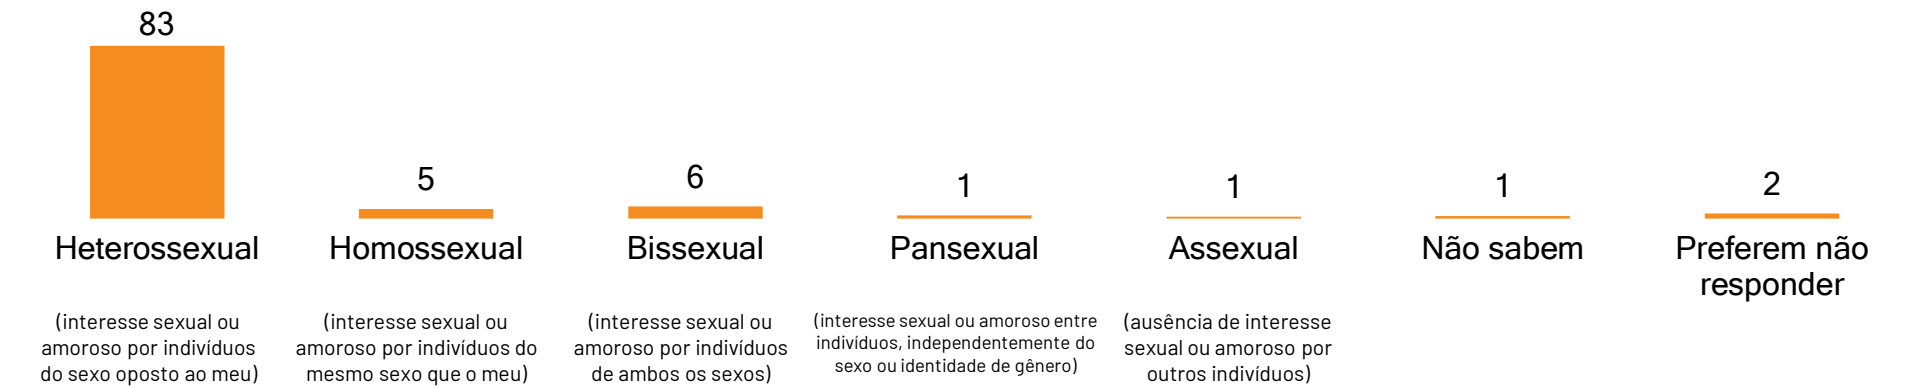 83
5
6
1
1
1
2
Heterossexual
Homossexual
Bissexual
Pansexual
Assexual
Não sabem
Preferem não
responder
(interesse sexual ou
amoroso por indivíduos
do sexo oposto ao meu)
(interesse sexual ou
amoroso por indivíduos do
mesmo sexo que o meu)
(interesse sexual ou
amoroso por indivíduos
de ambos os sexos)
(interesse sexual ou amoroso entre
indivíduos, independentemente do
sexo ou identidade de gênero)
(ausência de interesse
sexual ou amoroso por
outros indivíduos)